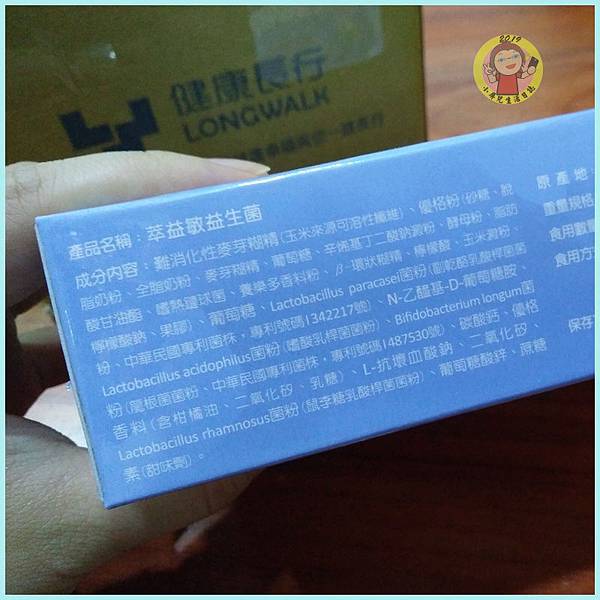 2019
小屏兒生活日誌
健康長行
LONGWALK
產品名稱：萃益敏益生菌
成分內容：難消化性麥芽糊精(玉米來源可溶性纖維)、優格粉(砂糖、脫
脂奶粉、全脂奶粉、麥芽糊精、葡萄糖、辛烯基丁二酸鈉澱粉、酵母粉、脂肪
酸甘油酯、嗜熱鏈球菌、養樂多香料粉、β-環狀糊精、檸檬酸、玉米澱粉、
檸檬酸鈉、果膠)、葡萄糖、Lactobacillus paracasei菌粉(副乾酪乳酸桿菌菌
粉、中華民國專利菌株，專利號碼I342217號)、N-乙醯基-D-葡萄糖胺、
Lactobacillus acidophilus菌粉(嗜酸乳桿菌菌粉)、Bifidobacterium longum菌
粉(龍根菌菌粉、中華民國專利菌株，專利號碼I487530號)、碳酸鈣、優格
香料(含柑橘油、二氧化矽、乳糖)、L-抗壞血酸鈉、二氧化矽、
Lactobacillus rhamnosus菌粉(鼠李糖乳酸桿菌菌粉)、葡萄糖酸鋅、蔗糖
素(甜味劑)。
原產地：
重量規格
食用數量
食用方
保存